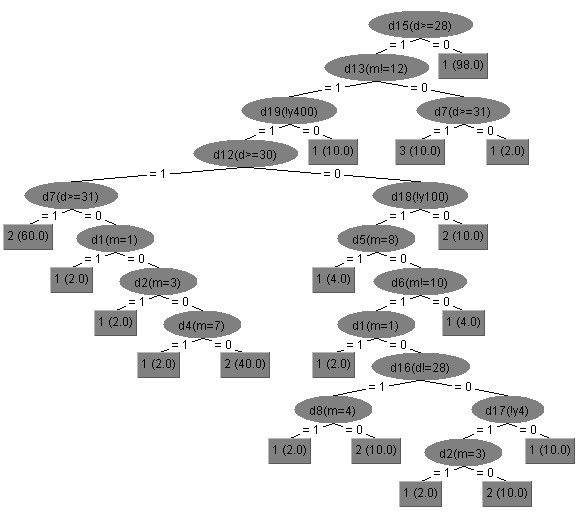 d15(d>=28)
= 1 = 0
d13(m!=12) 1 (98.0)
= 1 = 0
d19(!y400) d7(d>=31)
= 1 = 0 = 1 = 0
d12(d>=30) 1 (10.0) 3 (10.0) 1 (2.0)
= 1 = 0
d7(d>=31) d18(!y100)
= 1 = 0 = 1 = 0
2 (60.0) d1(m=1) d5(m=8) 2 (10.0)
= 1 = 0 = 1 = 0
1 (2.0) d2(m=3) 1 (4.0) d6(m!=10)
= 1 = 0 = 1 = 0
1 (2.0) d4(m=7) d1(m=1) 1 (4.0)
= 1 = 0 = 1 = 0
1 (2.0) 2 (40.0) 1 (2.0) d16(d!=28)
= 1 = 0
d8(m=4) d17(!y4)
= 1 = 0 = 1 = 0
1 (2.0) 2 (10.0) d2(m=3) 1 (10.0)
= 1 = 0
1 (2.0) 2 (10.0)